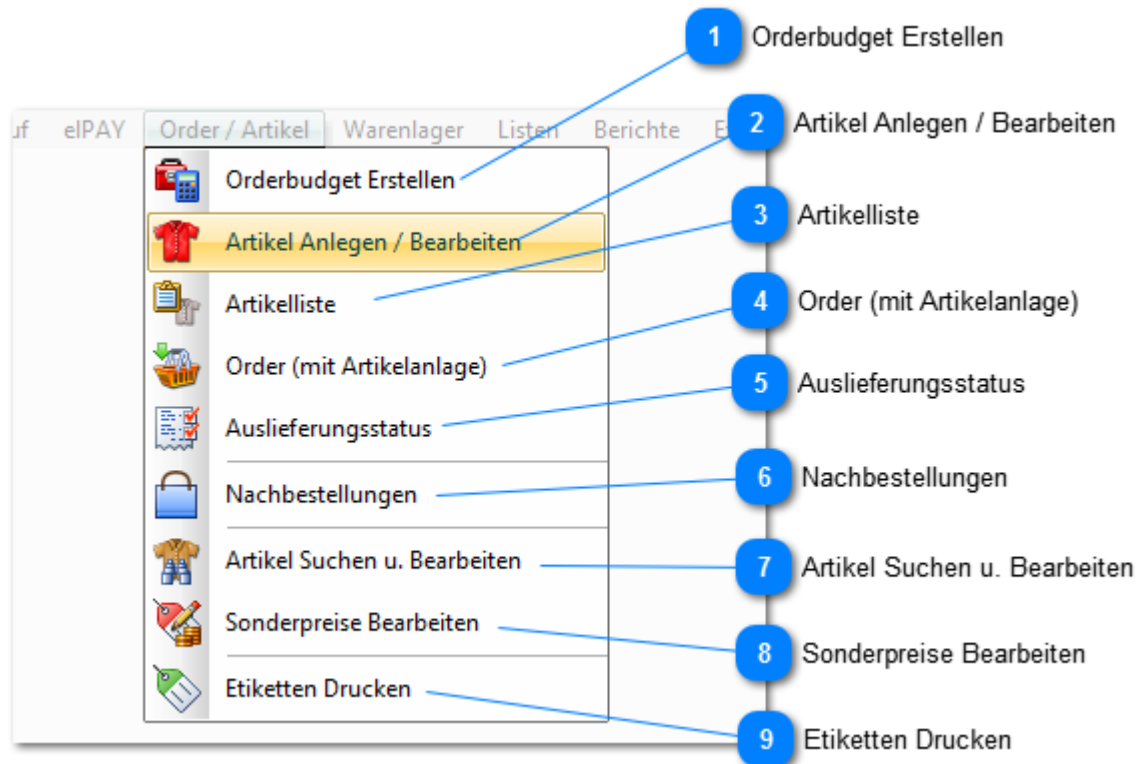 1 Orderbudget Erstellen
elPAY Order / Artikel Warenlager Listen Berichte
2 Artikel Anlegen / Bearbeiten
Orderbudget Erstellen
3 Artikelliste
Artikel Anlegen / Bearbeiten
4 Order (mit Artikelanlage)
Artikelliste
Order (mit Artikelanlage)
5 Auslieferungsstatus
Auslieferungsstatus
6 Nachbestellungen
Nachbestellungen
7 Artikel Suchen u. Bearbeiten
Artikel Suchen u. Bearbeiten
8 Sonderpreise Bearbeiten
Sonderpreise Bearbeiten
9 Etiketten Drucken
Etiketten Drucken